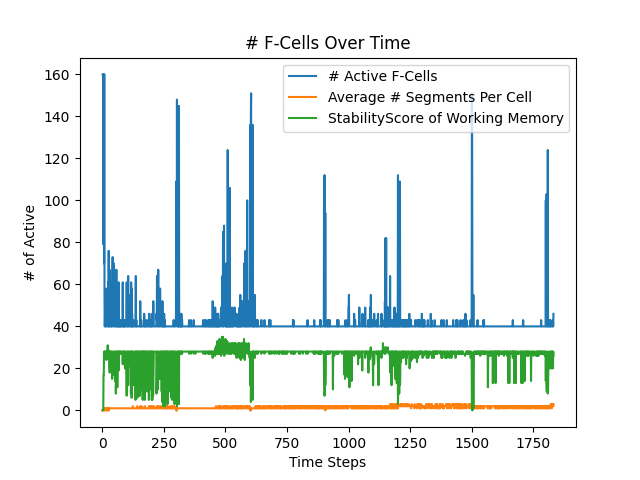 # F-Cells Over Time
# Active F-Cells
Average # Segments Per Cell
StabilityScore of Working Memory
# of Active
160
140
120
100
80
60
40
20
0
0 250 500 750 1000 1250 1500 1750
Time Steps